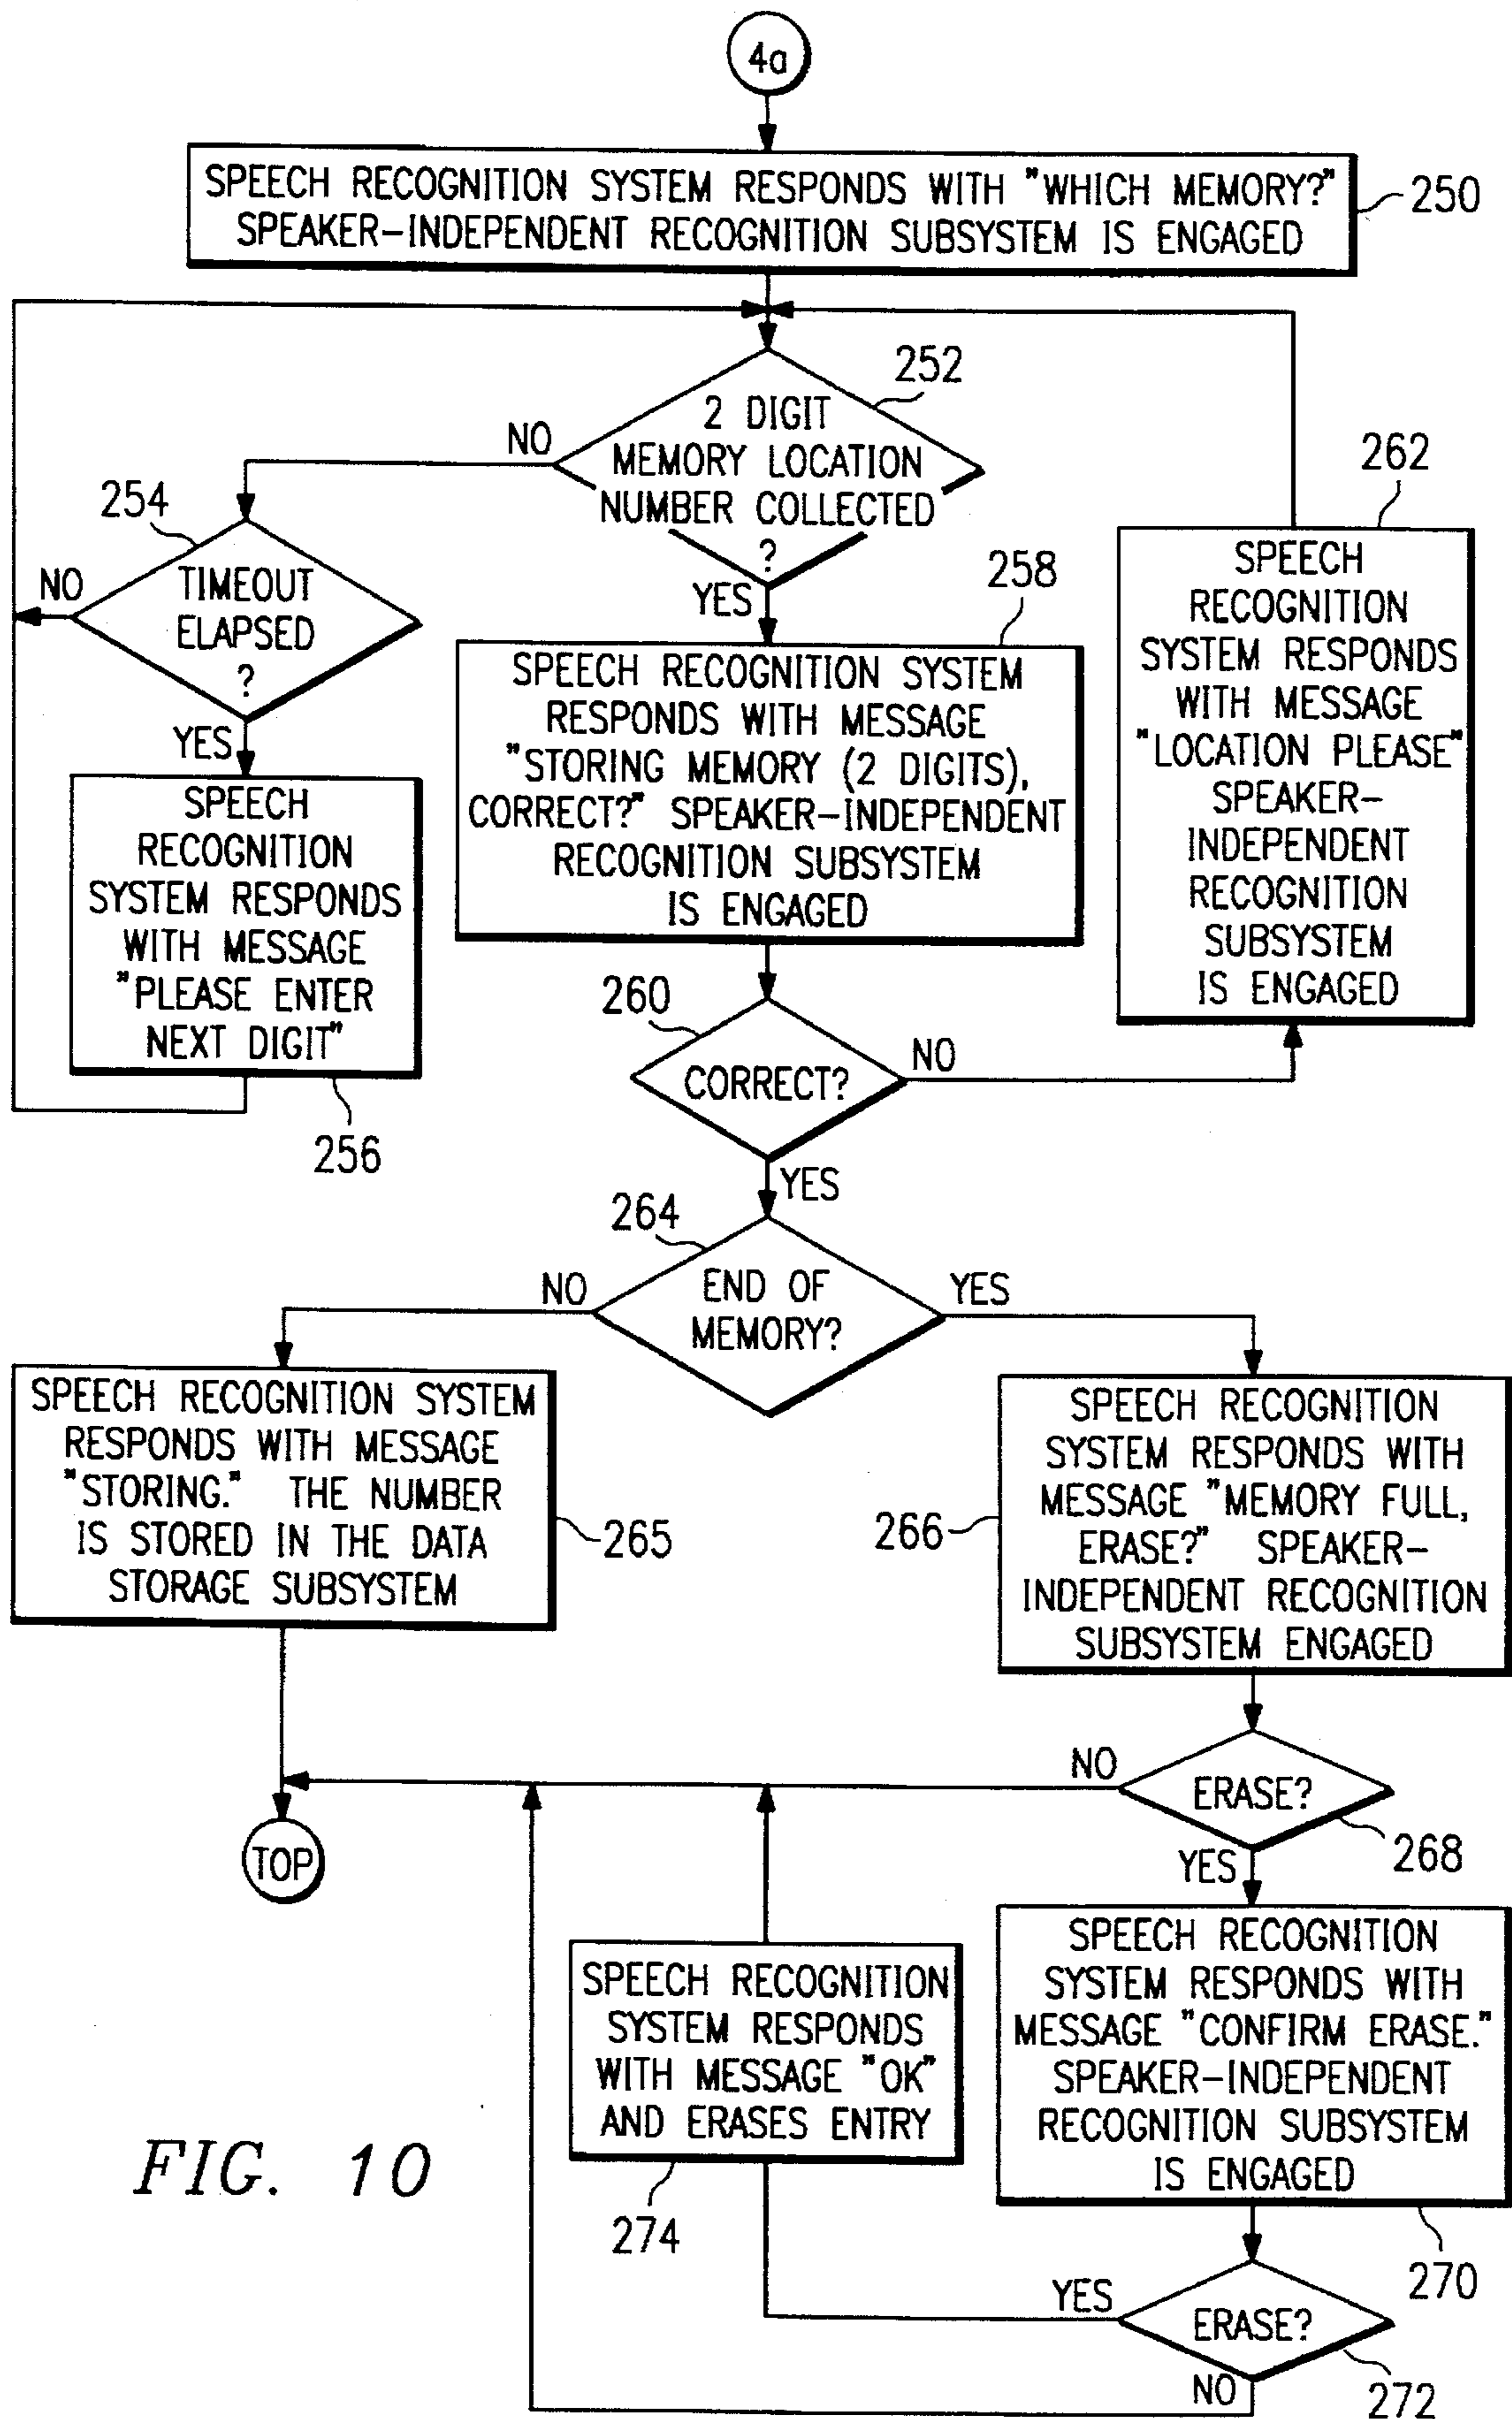 4a
SPEECH RECOGNITION SYSTEM RESPONDS WITH "WHICH MEMORY?"
SPEAKER-INDEPENDENT RECOGNITION SUBSYSTEM IS ENGAGED
250
252
2 DIGIT
MEMORY LOCATION
NUMBER COLLECTED
?
NO
YES
254
TIMEOUT
ELAPSED
?
NO
YES
SPEECH
RECOGNITION
SYSTEM RESPONDS
WITH MESSAGE
"PLEASE ENTER
NEXT DIGIT"
256
258
SPEECH RECOGNITION SYSTEM
RESPONDS WITH MESSAGE
"STORING MEMORY (2 DIGITS),
CORRECT?" SPEAKER-INDEPENDENT
RECOGNITION SUBSYSTEM
IS ENGAGED
262
SPEECH
RECOGNITION
SYSTEM RESPONDS
WITH MESSAGE
"LOCATION PLEASE"
SPEAKER-
INDEPENDENT
RECOGNITION
SUBSYSTEM
IS ENGAGED
260
CORRECT?
NO
YES
264
END OF
MEMORY?
NO
YES
SPEECH RECOGNITION SYSTEM
RESPONDS WITH MESSAGE
"STORING." THE NUMBER
IS STORED IN THE DATA
STORAGE SUBSYSTEM
265
266
SPEECH RECOGNITION
SYSTEM RESPONDS WITH
MESSAGE "MEMORY FULL,
ERASE?" SPEAKER-
INDEPENDENT RECOGNITION
SUBSYSTEM ENGAGED
NO
ERASE?
268
YES
TOP
SPEECH RECOGNITION
SYSTEM RESPONDS WITH
MESSAGE "CONFIRM ERASE."
SPEAKER-INDEPENDENT
RECOGNITION SUBSYSTEM
IS ENGAGED
270
SPEECH RECOGNITION
SYSTEM RESPONDS
WITH MESSAGE "OK"
AND ERASES ENTRY
274
YES
ERASE?
272
NO
FIG. 10